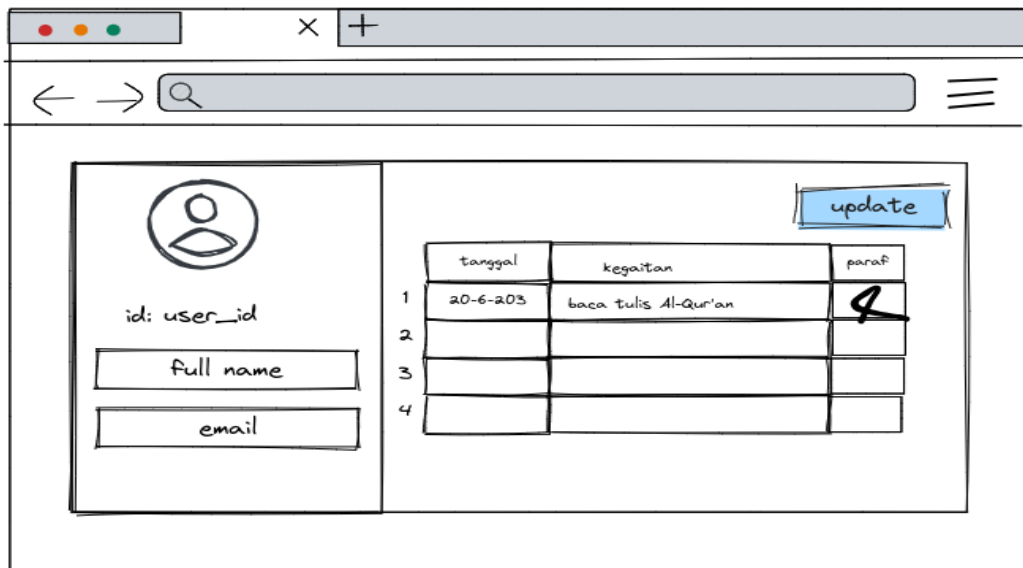 update
id: user_id
full name
email
tanggal kegaitan paraf
1 20-6-203 baca tulis Al-Qur'an
2
3
4